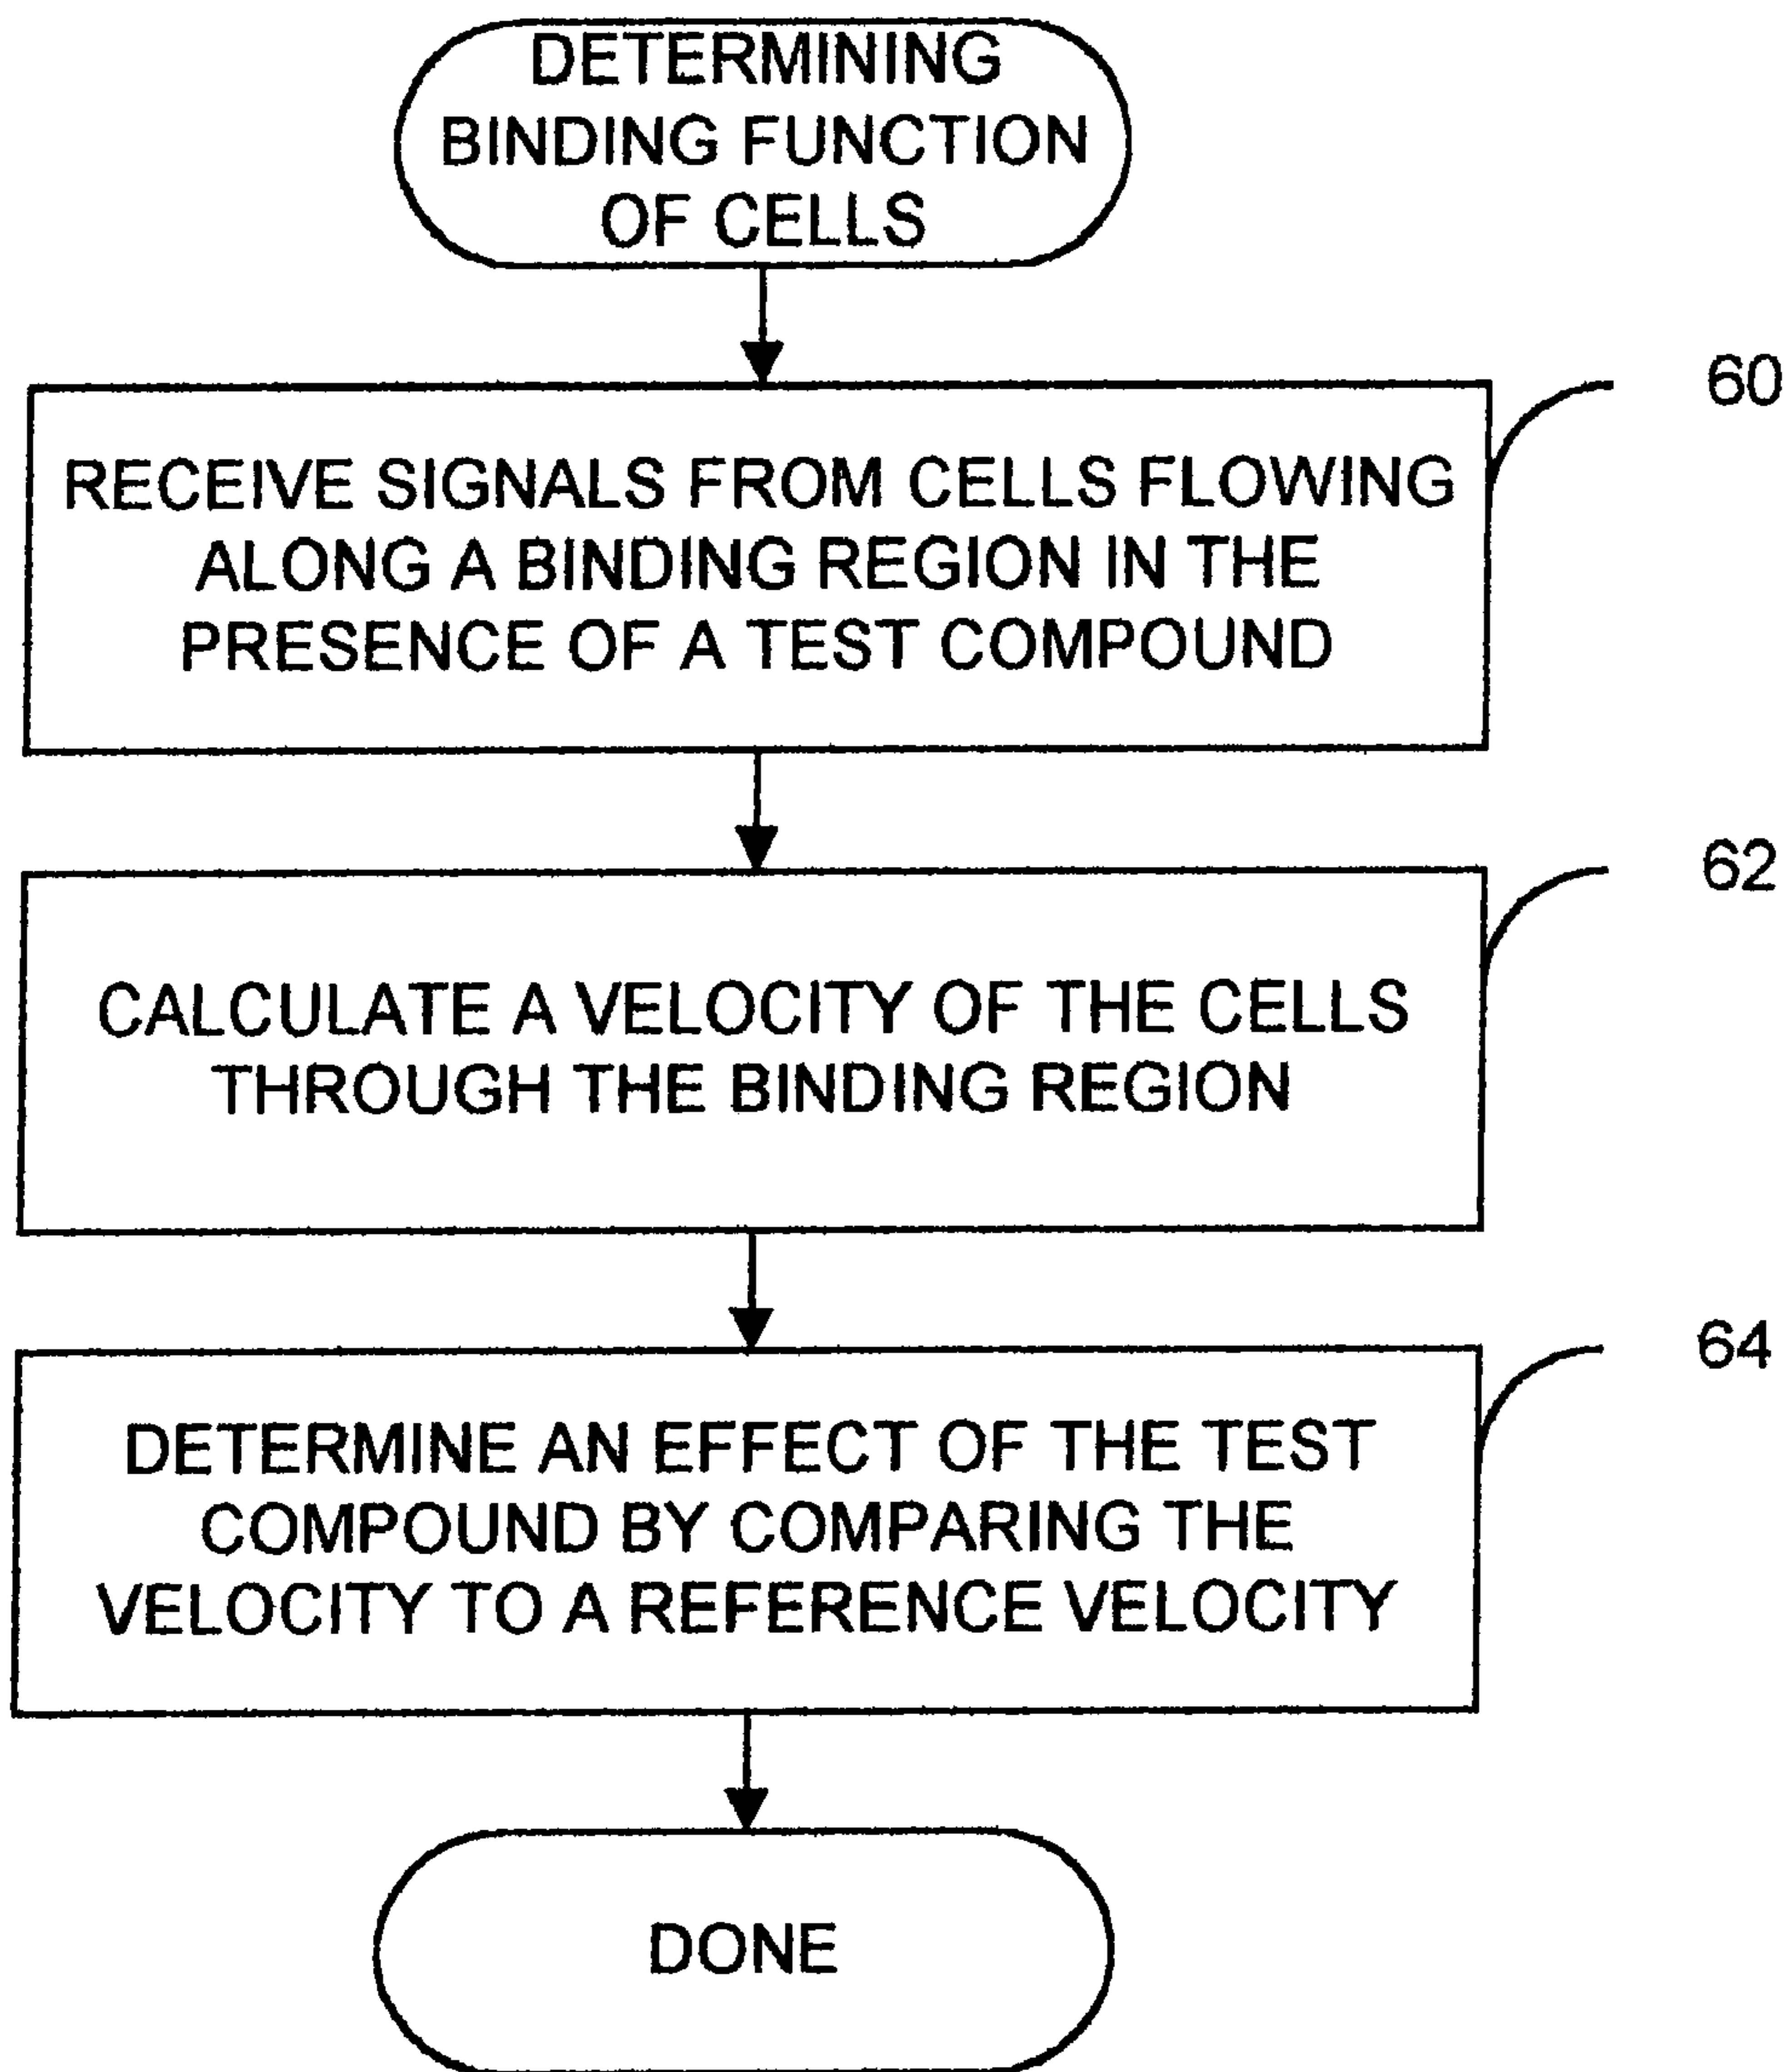 DETERMINING
BINDING FUNCTION
OF CELLS
60
RECEIVE SIGNALS FROM CELLS FLOWING
ALONG A BINDING REGION IN THE
PRESENCE OF A TEST COMPOUND
62
CALCULATE A VELOCITY OF THE CELLS
THROUGH THE BINDING REGION
64
DETERMINE AN EFFECT OF THE TEST
COMPOUND BY COMPARING THE
VELOCITY TO A REFERENCE VELOCITY
DONE